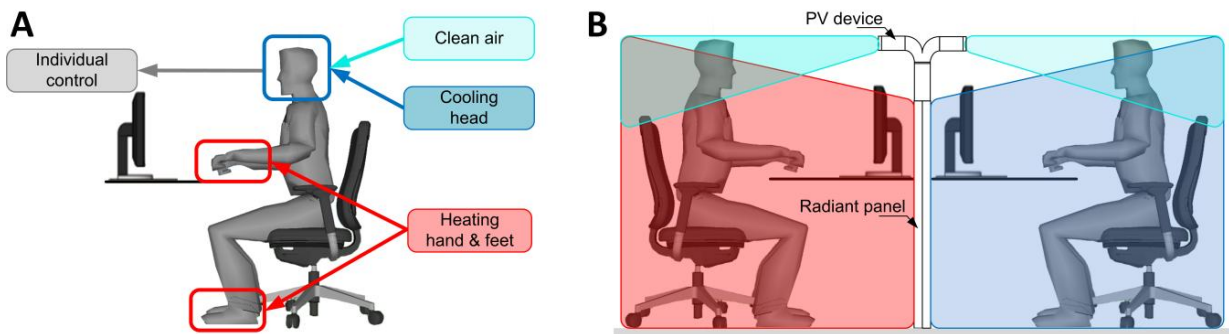 A
Clean air
Individual
control
Cooling
head
Heating
hand & feet
B
PV device
Radiant panel